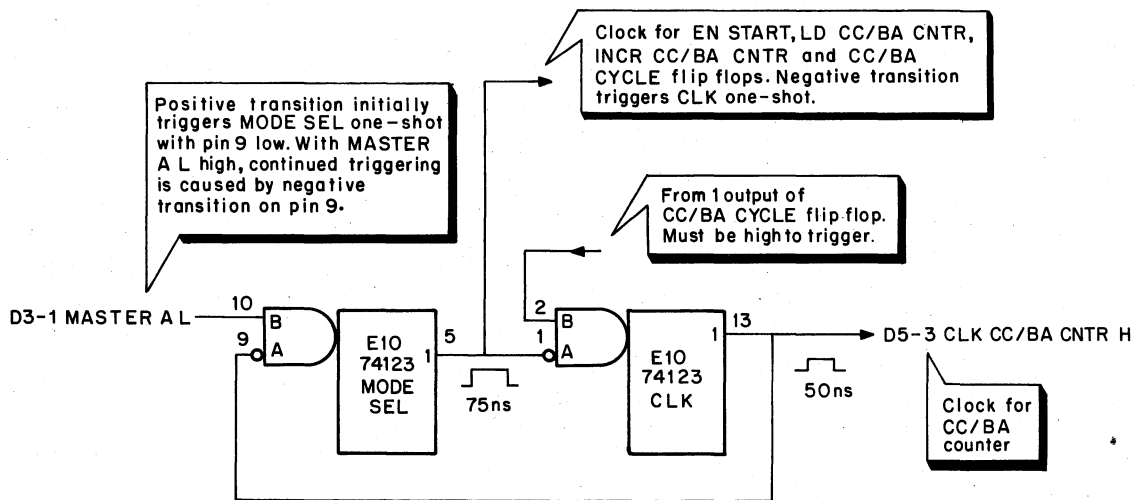 Clock for EN START, LD CC/BA CNTR,
INCR CC/BA CNTR and CC/BA
CYCLE flip flops. Negative transition
triggers CLK one-shot.
Positive transition initially
triggers MODE SEL one-shot
with pin 9 low. With MASTER
A L high, continued triggering
is caused by negative
transition on pin 9.
From 1 output of
CC/BA CYCLE flip flop.
Must be high to trigger.
D3-1 MASTER A L
10
9
B
A
E10
74123
MODE
SEL
1
5
75ns
2
1
B
A
E10
74123
CLK
1
13
50ns
D5-3 CLK CC/BA CNTR H
Clock for
CC/BA
counter